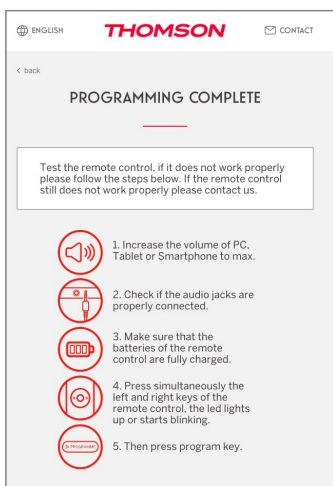 ENGLISH THOMSON CONTACT
< back
PROGRAMMING COMPLETE
Test the remote control, if it does not work properly
please follow the steps below. If the remote control
still does not work properly please contact us.
1. Increase the volume of PC,
Tablet or Smartphone to max.
2. Check if the audio jacks are
properly connected.
3. Make sure that the
batteries of the remote
control are fully charged.
4. Press simultaneously the
left and right keys of the
remote control, the led lights
up or starts blinking.
PROGRAMME
5. Then press program key.